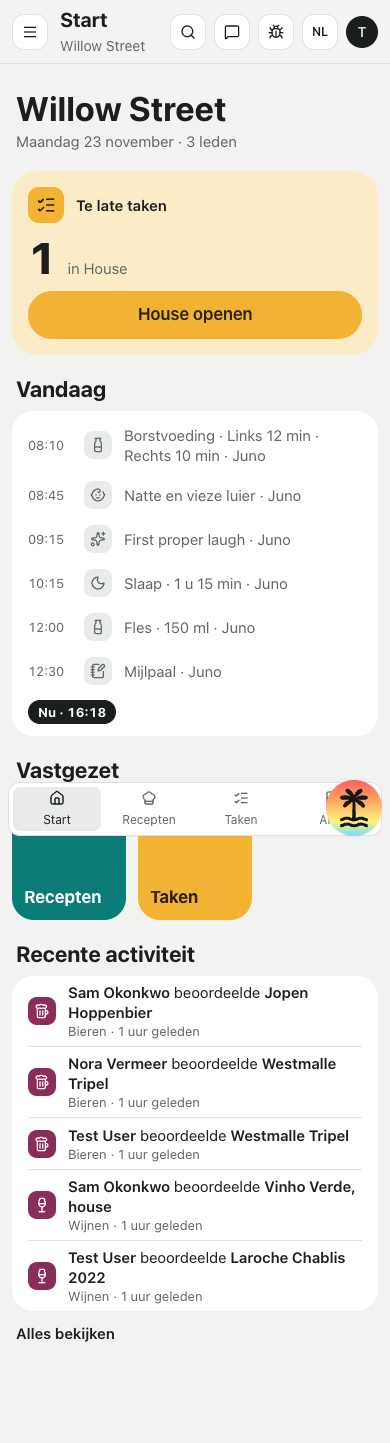 Start
Willow Street
NL
T
Willow Street
Maandag 23 november · 3 leden
Te late taken
1 in House
House openen
Vandaag
08:10 Borstvoeding · Links 12 min ·
Rechts 10 min · Juno
08:45 Natte en vieze luier · Juno
09:15 First proper laugh · Juno
10:15 Slaap · 1 u 15 min · Juno
12:00 Fles · 150 ml · Juno
12:30 Mijlpaal · Juno
Nu · 16:18
Vastgezet
Start Recepten Taken
Recepten Taken
Recente activiteit
Sam Okonkwo beoordeelde Jopen
Hoppenbier
Bieren · 1 uur geleden
Nora Vermeer beoordeelde Westmalle
Tripel
Bieren · 1 uur geleden
Test User beoordeelde Westmalle Tripel
Bieren · 1 uur geleden
Sam Okonkwo beoordeelde Vinho Verde,
house
Wijnen · 1 uur geleden
Test User beoordeelde Laroche Chablis
2022
Wijnen · 1 uur geleden
Alles bekijken